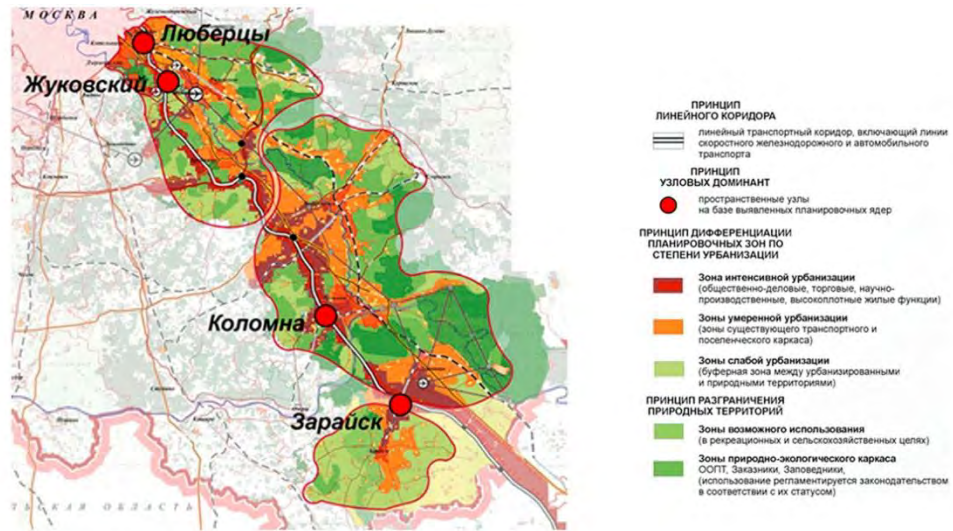 МОСКВА
Люберцы
Жуковский
Коломна
Зарайск
ЛЬСКАЯ ОБЛАСТЬ
ПРИНЦИП
ЛИНЕЙНОГО КОРИДОРА
линейный транспортный коридор, включающий линии
скоростного железнодорожного и автомобильного
транспорта
ПРИНЦИП
УЗЛОВЫХ ДОМИНАНТ
пространственные узлы
на базе выявленных планировочных ядер
ПРИНЦИП ДИФФЕРЕНЦИАЦИИ
ПЛАНИРОВОЧНЫХ ЗОН ПО
СТЕПЕНИ УРБАНИЗАЦИИ
Зона интенсивной урбанизации
(общественно-деловые, торговые, научно-
производственные, высокоплотные жилые функции)
Зоны умеренной урбанизации
(зоны существующего транспортного и
поселенческого каркаса)
Зоны слабой урбанизации
(буферная зона между урбанизированными
и природными территориями)
ПРИНЦИП РАЗГРАНИЧЕНИЯ
ПРИРОДНЫХ ТЕРРИТОРИЙ
Зоны возможного использования
(в рекреационных и сельскохозяйственных целях)
Зоны природно-экологического каркаса
ООПТ, Заказники, Заповедники,
(использование регламентируется законодательством
в соответствии с их статусом)